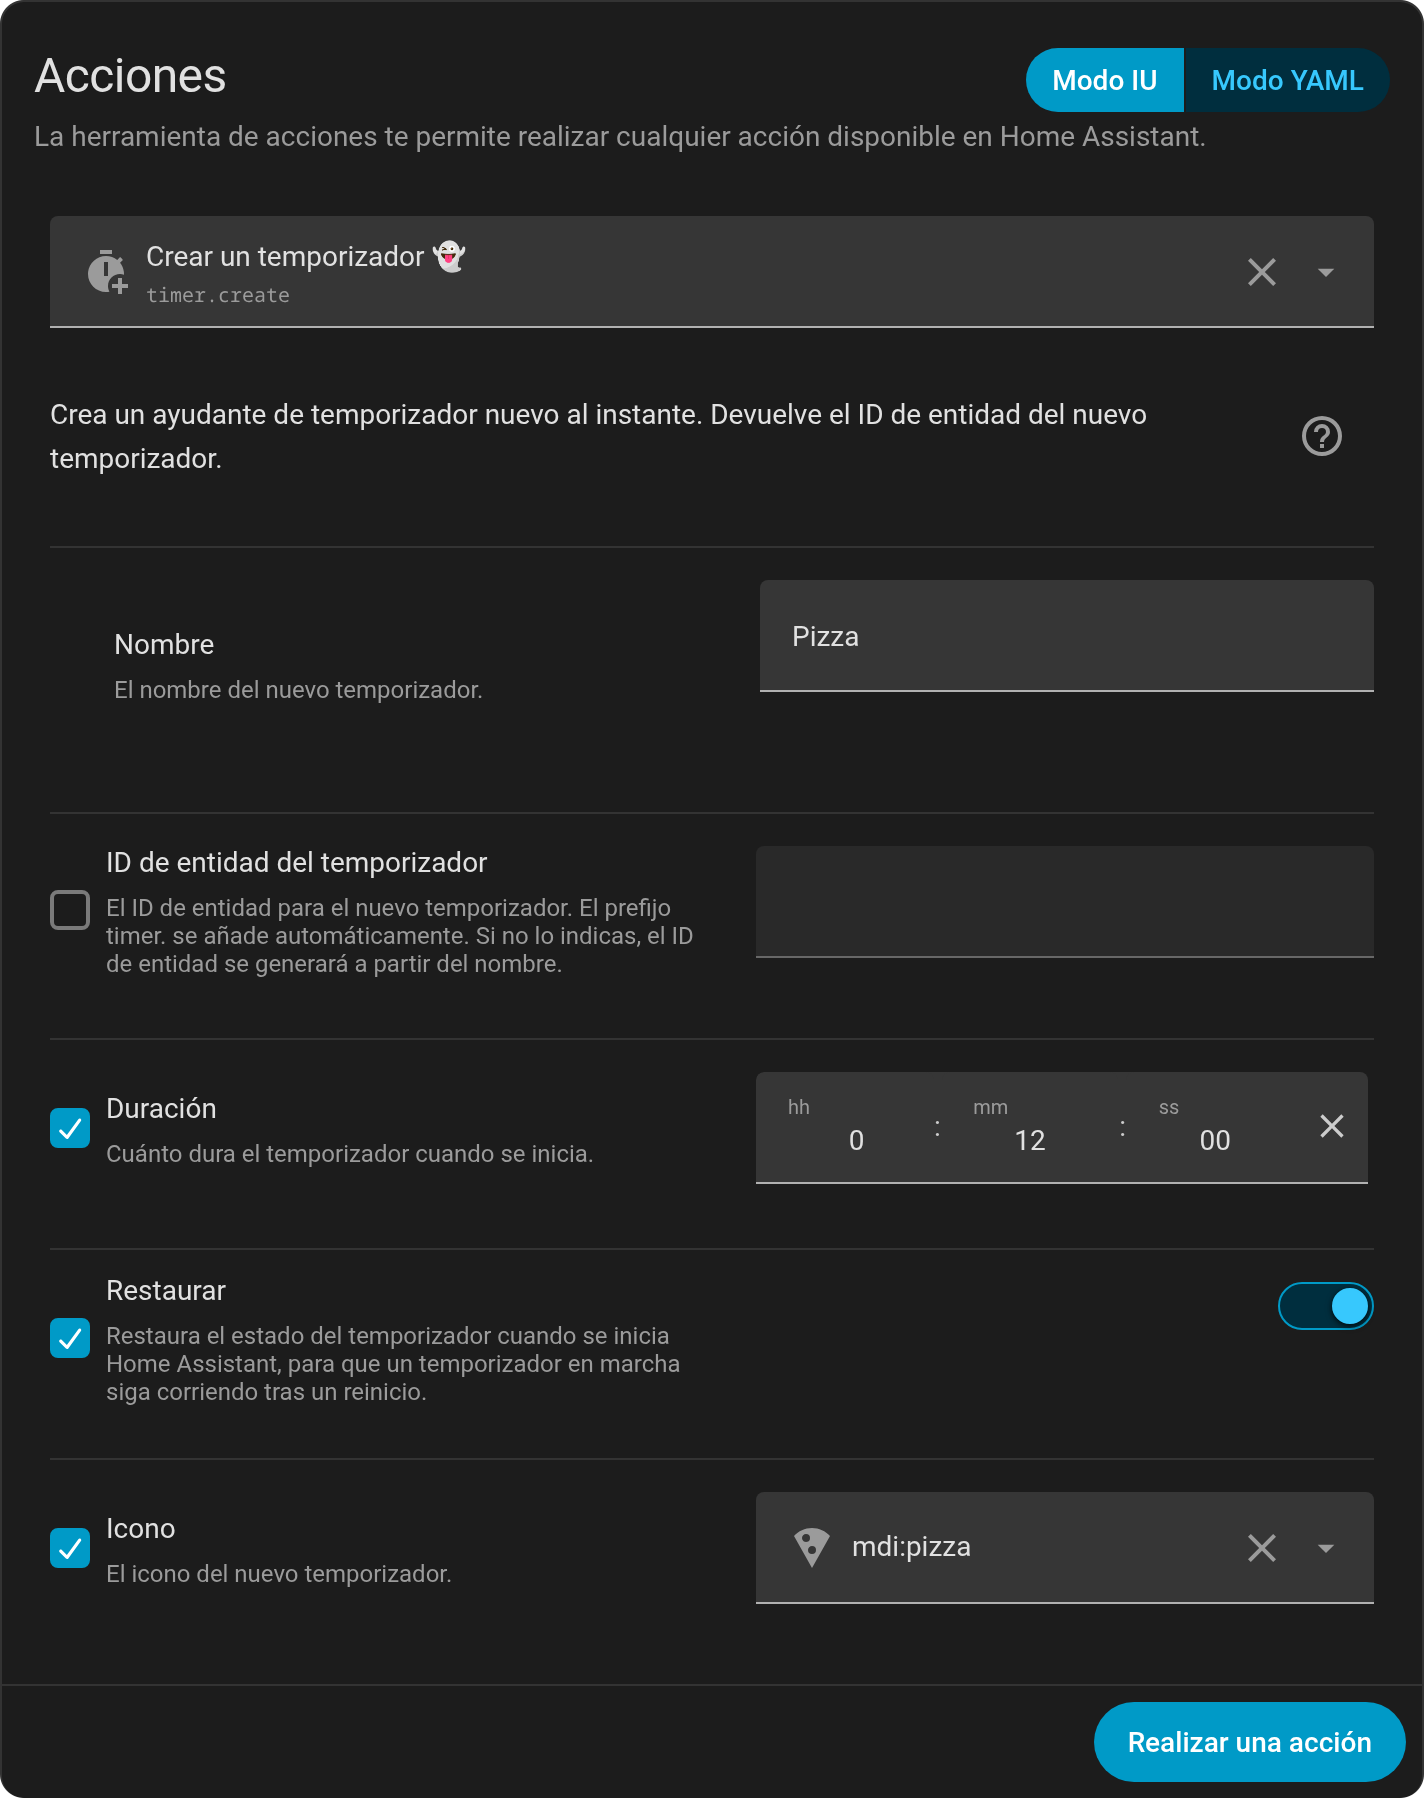 Acciones
Modo IU
Modo YAML
La herramienta de acciones te permite realizar cualquier acción disponible en Home Assistant.
Crear un temporizador 👻
timer.create
Crea un ayudante de temporizador nuevo al instante. Devuelve el ID de entidad del nuevo
temporizador.
Nombre
El nombre del nuevo temporizador.
Pizza
ID de entidad del temporizador
El ID de entidad para el nuevo temporizador. El prefijo
timer. se añade automáticamente. Si no lo indicas, el ID
de entidad se generará a partir del nombre.
Duración
Cuánto dura el temporizador cuando se inicia.
hh mm ss
0 : 12 : 00
Restaurar
Restaura el estado del temporizador cuando se inicia
Home Assistant, para que un temporizador en marcha
siga corriendo tras un reinicio.
Icono
El icono del nuevo temporizador.
mdi:pizza
Realizar una acción